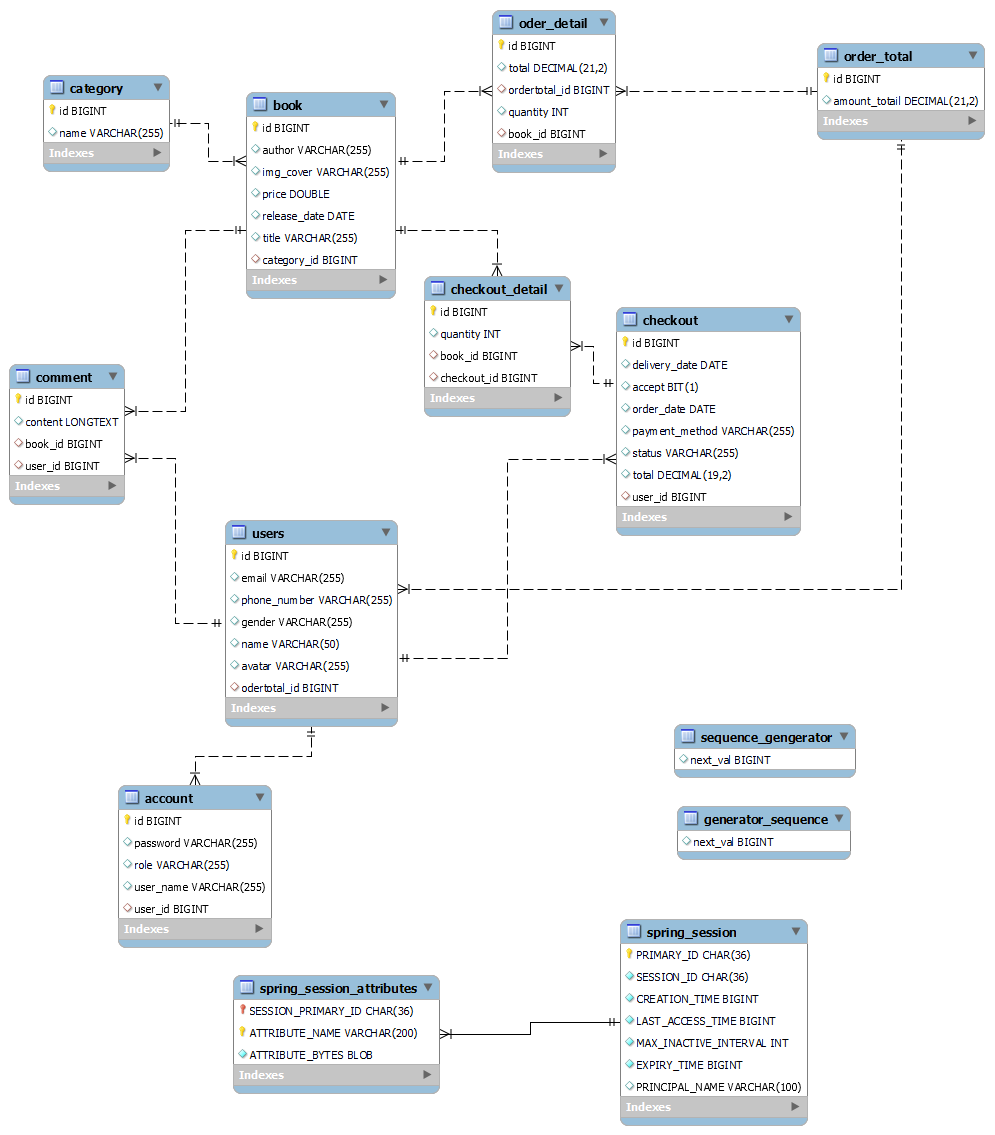 category
id BIGINT
name VARCHAR(255)
Indexes
book
id BIGINT
author VARCHAR(255)
img_cover VARCHAR(255)
price DOUBLE
release_date DATE
title VARCHAR(255)
category_id BIGINT
Indexes
oder_detail
id BIGINT
total DECIMAL(21,2)
ordertotal_id BIGINT
quantity INT
book_id BIGINT
Indexes
order_total
id BIGINT
amount_totail DECIMAL(21,2)
Indexes
checkout_detail
id BIGINT
quantity INT
book_id BIGINT
checkout_id BIGINT
Indexes
checkout
id BIGINT
delivery_date DATE
accept BIT(1)
order_date DATE
payment_method VARCHAR(255)
status VARCHAR(255)
total DECIMAL(19,2)
user_id BIGINT
Indexes
comment
id BIGINT
content LONGTEXT
book_id BIGINT
user_id BIGINT
Indexes
users
id BIGINT
email VARCHAR(255)
phone_number VARCHAR(255)
gender VARCHAR(255)
name VARCHAR(50)
avatar VARCHAR(255)
odertotal_id BIGINT
Indexes
account
id BIGINT
password VARCHAR(255)
role VARCHAR(255)
user_name VARCHAR(255)
user_id BIGINT
Indexes
sequence_gengerator
next_val BIGINT
generator_sequence
next_val BIGINT
spring_session_attributes
SESSION_PRIMARY_ID CHAR(36)
ATTRIBUTE_NAME VARCHAR(200)
ATTRIBUTE_BYTES BLOB
Indexes
spring_session
PRIMARY_ID CHAR(36)
SESSION_ID CHAR(36)
CREATION_TIME BIGINT
LAST_ACCESS_TIME BIGINT
MAX_INACTIVE_INTERVAL INT
EXPIRY_TIME BIGINT
PRINCIPAL_NAME VARCHAR(100)
Indexes